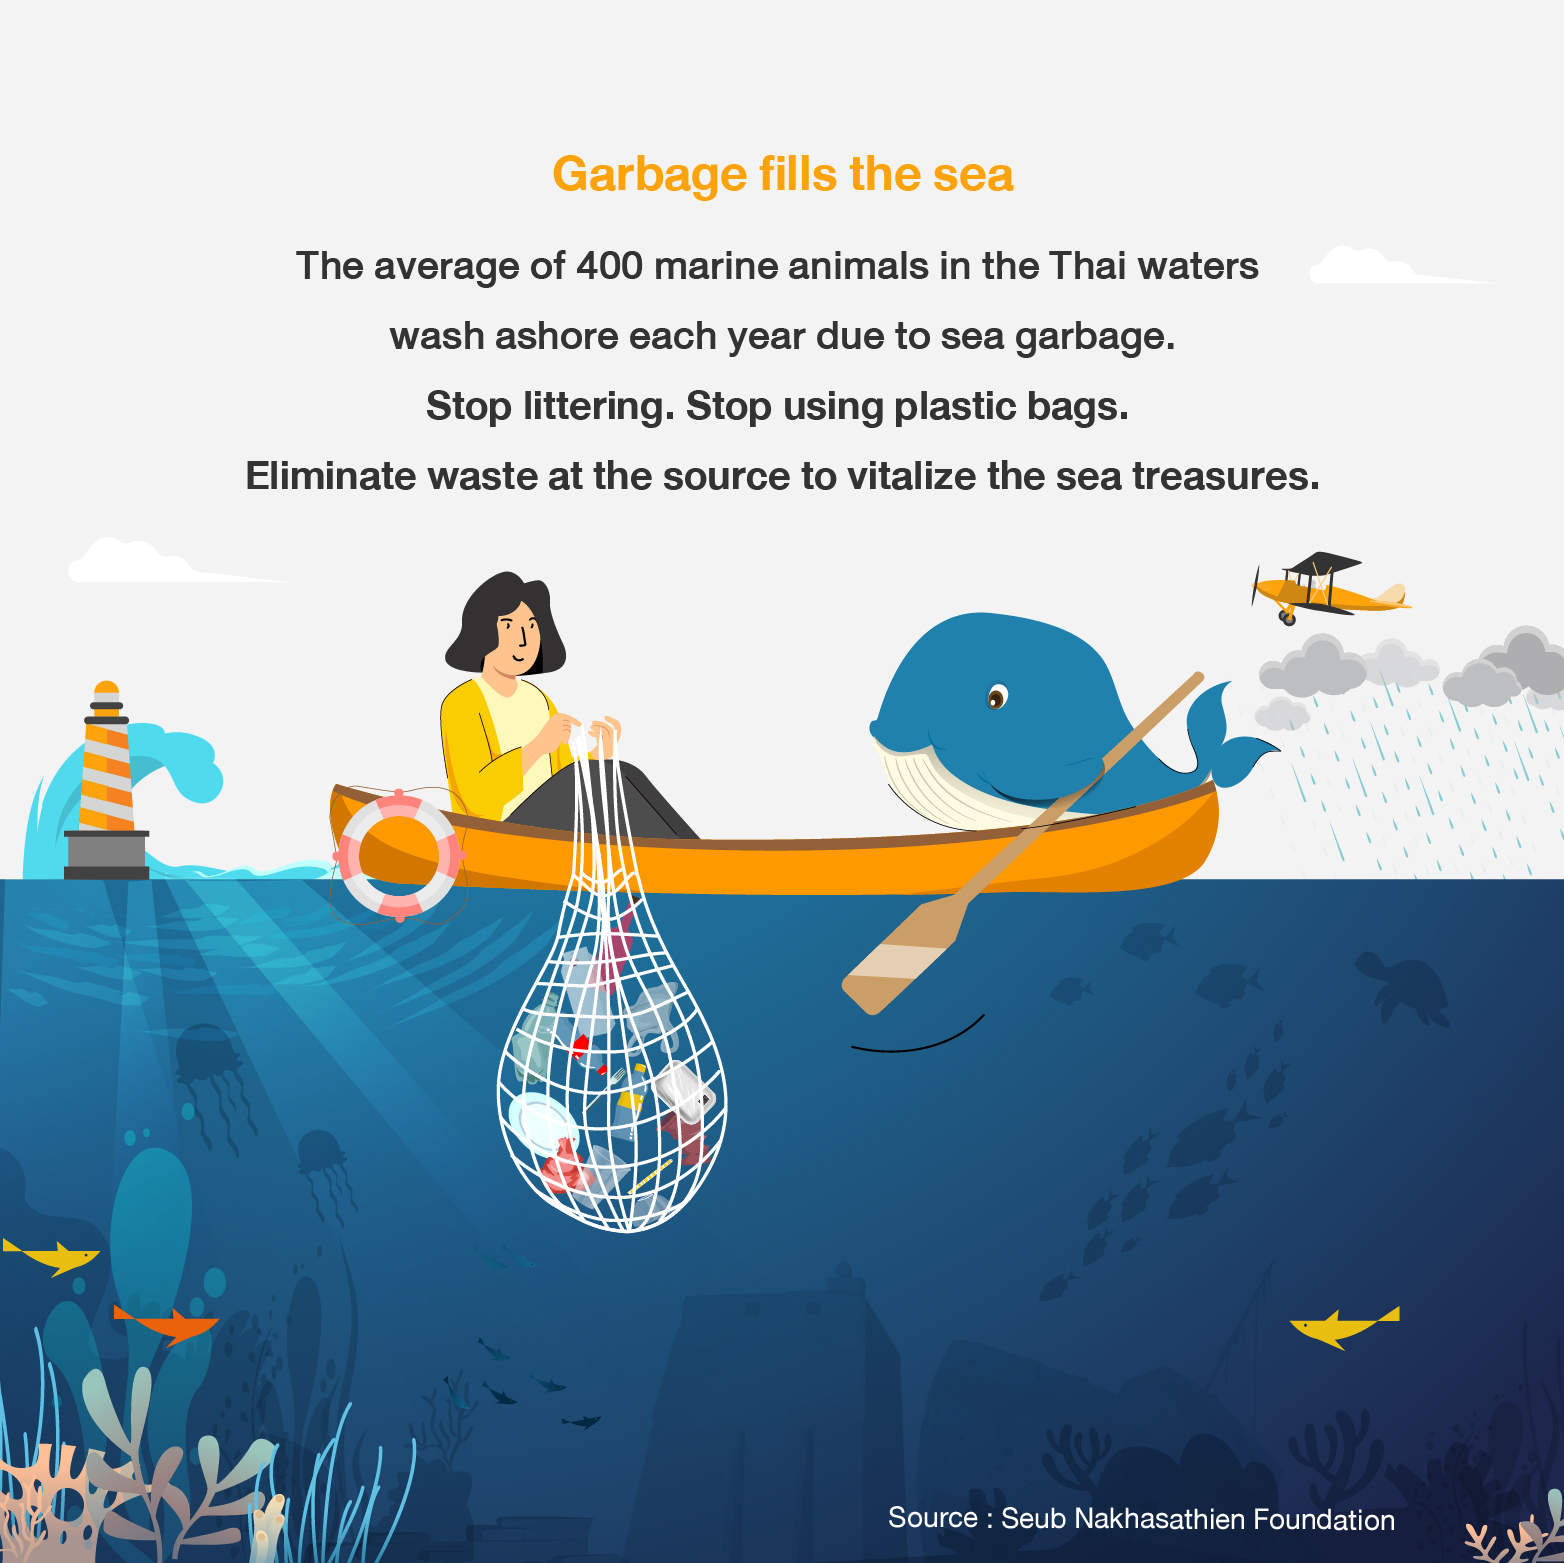 Garbage fills the sea
The average of 400 marine animals in the Thai waters
wash ashore each year due to sea garbage.
Stop littering. Stop using plastic bags.
Eliminate waste at the source to vitalize the sea treasures.
Source : Seub Nakhasathien Foundation